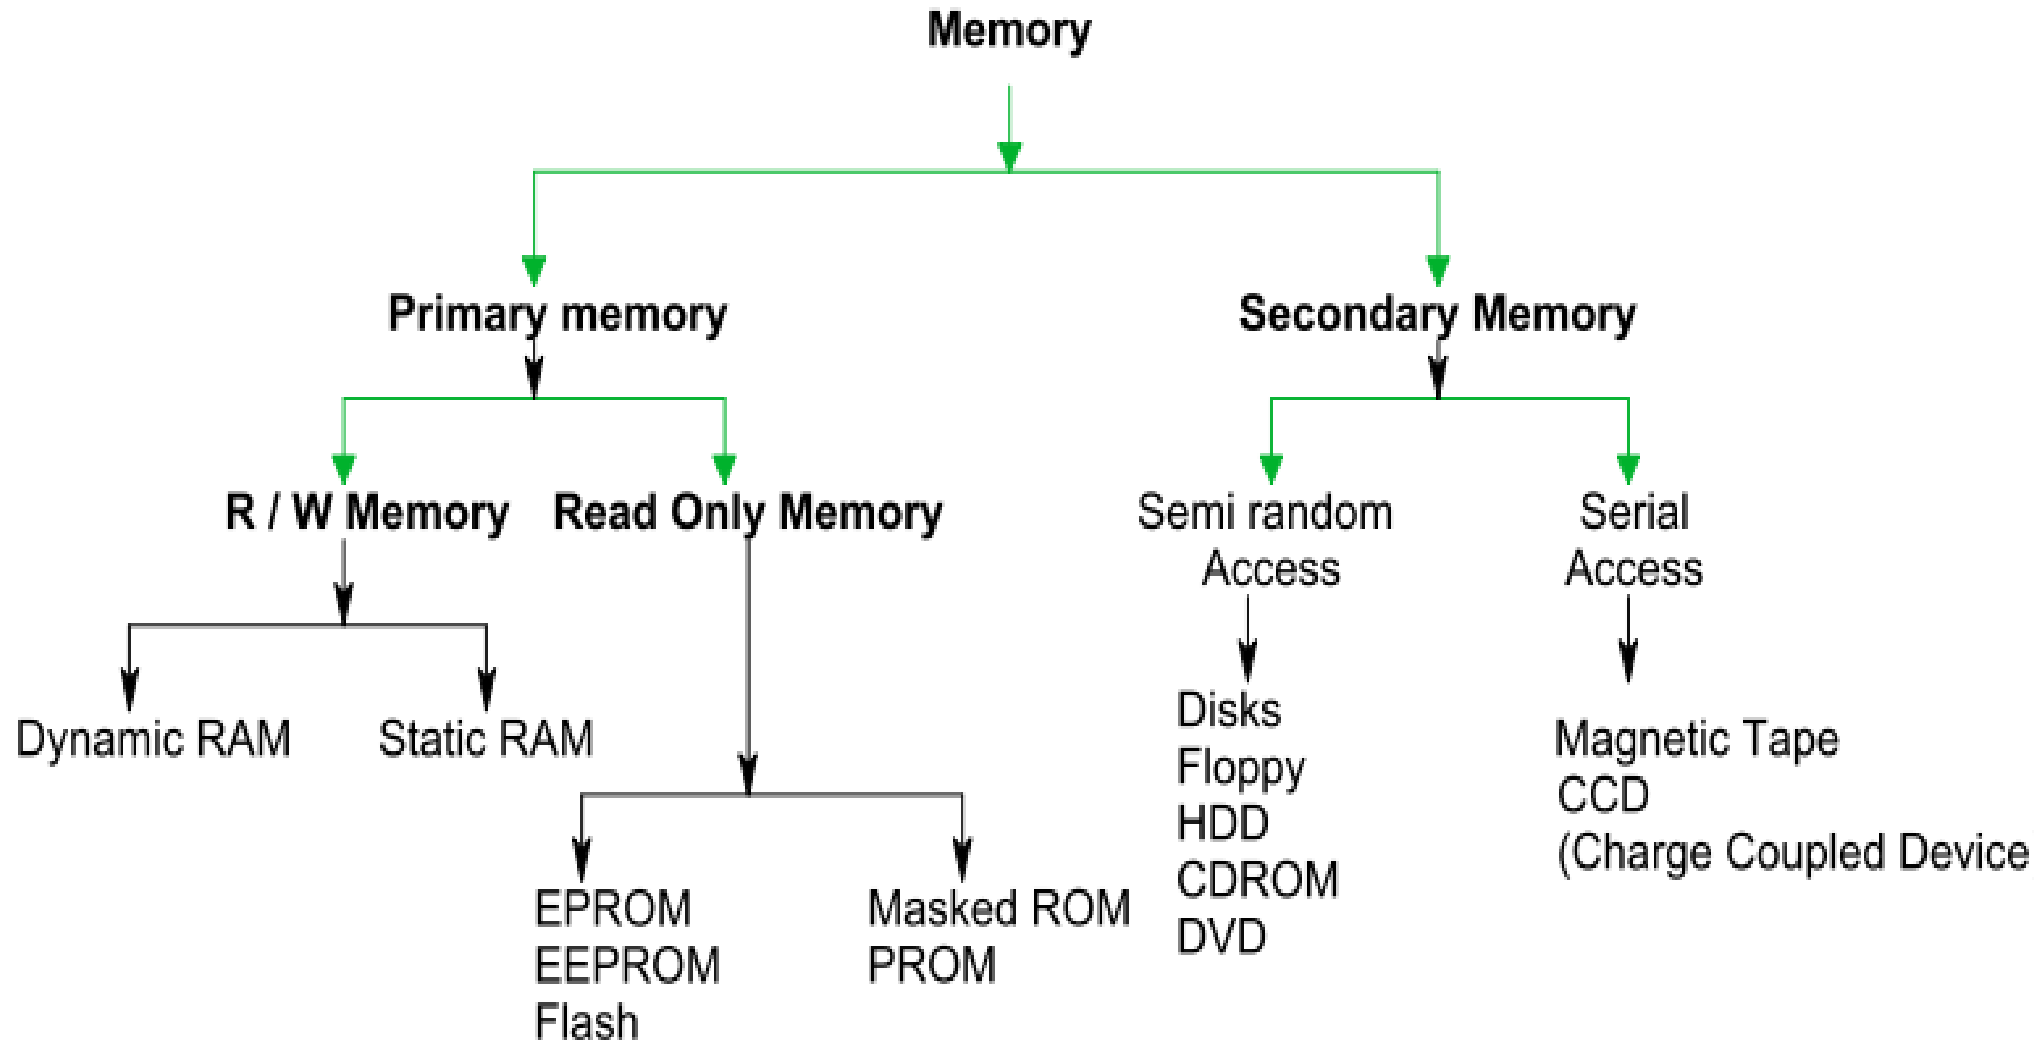 Memory
Primary memory
Secondary Memory
R / W Memory
Read Only Memory
Semi random
Access
Serial
Access
Dynamic RAM
Static RAM
EPROM
EEPROM
Flash
Masked ROM
PROM
Disks
Floppy
HDD
CDROM
DVD
Magnetic Tape
CCD
(Charge Coupled Device